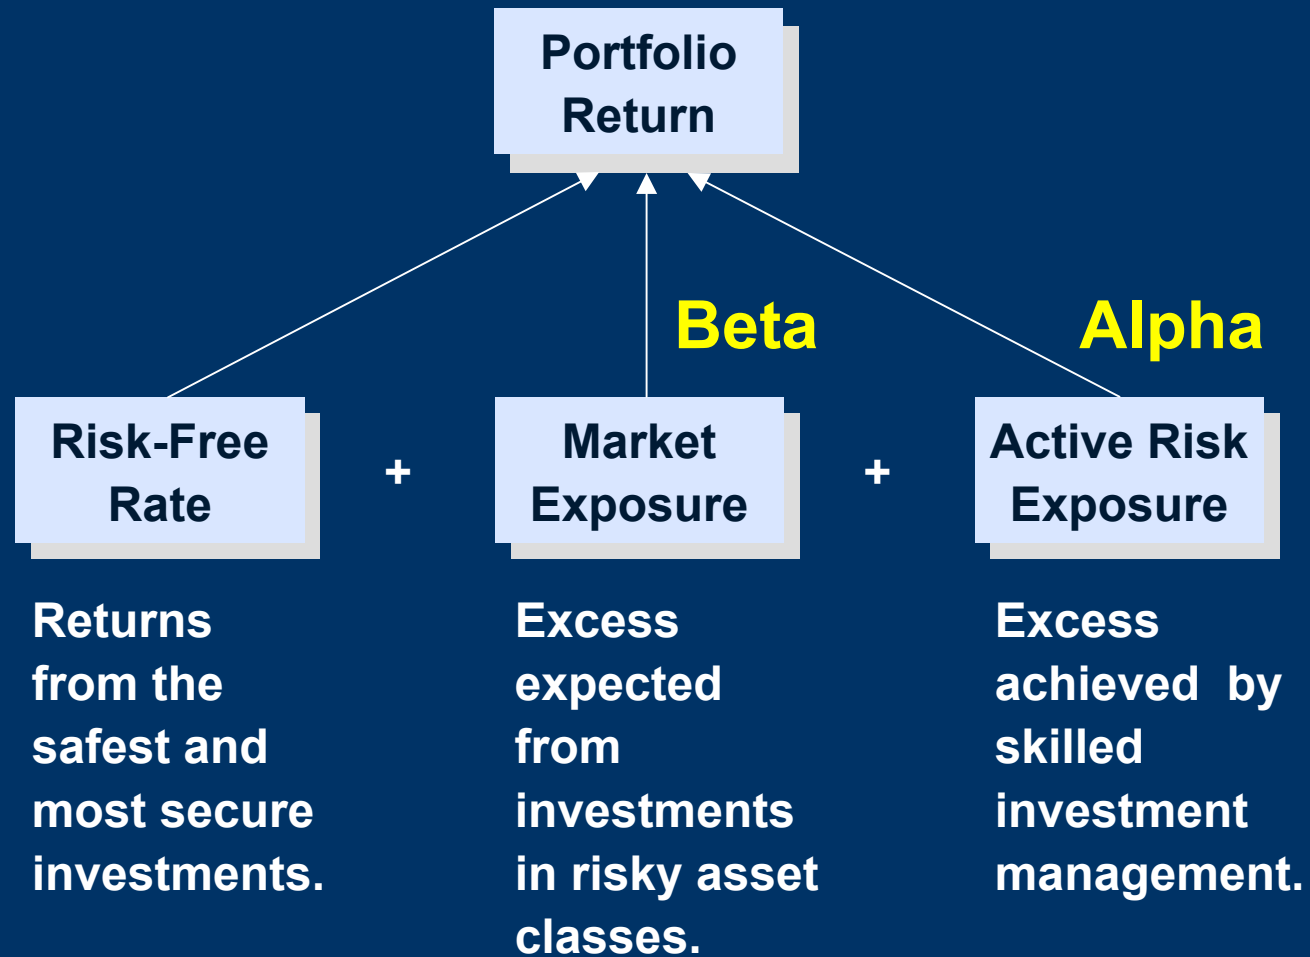 Portfolio
Return
Beta
Alpha
Risk-Free
Rate
+
Market
Exposure
+
Active Risk
Exposure
Returns
from the
safest and
most secure
investments.
Excess
expected
from
investments
in risky asset
classes.
Excess
achieved by
skilled
investment
management.